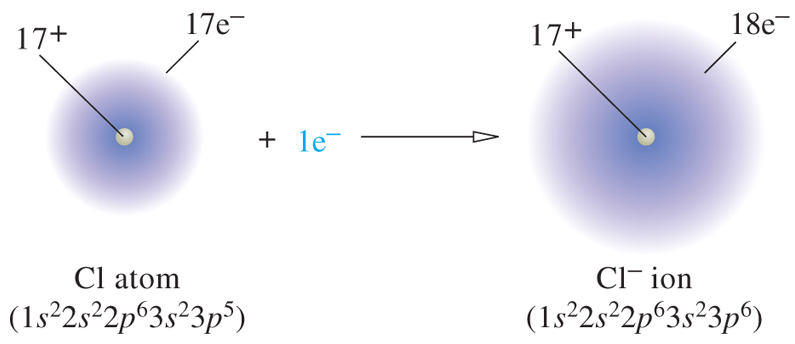 17+
17e⁻
+ 1e⁻
17+
18e⁻
Cl atom
(1s²2s²2p⁶3s²3p⁵)
Cl⁻ ion
(1s²2s²2p⁶3s²3p⁶)